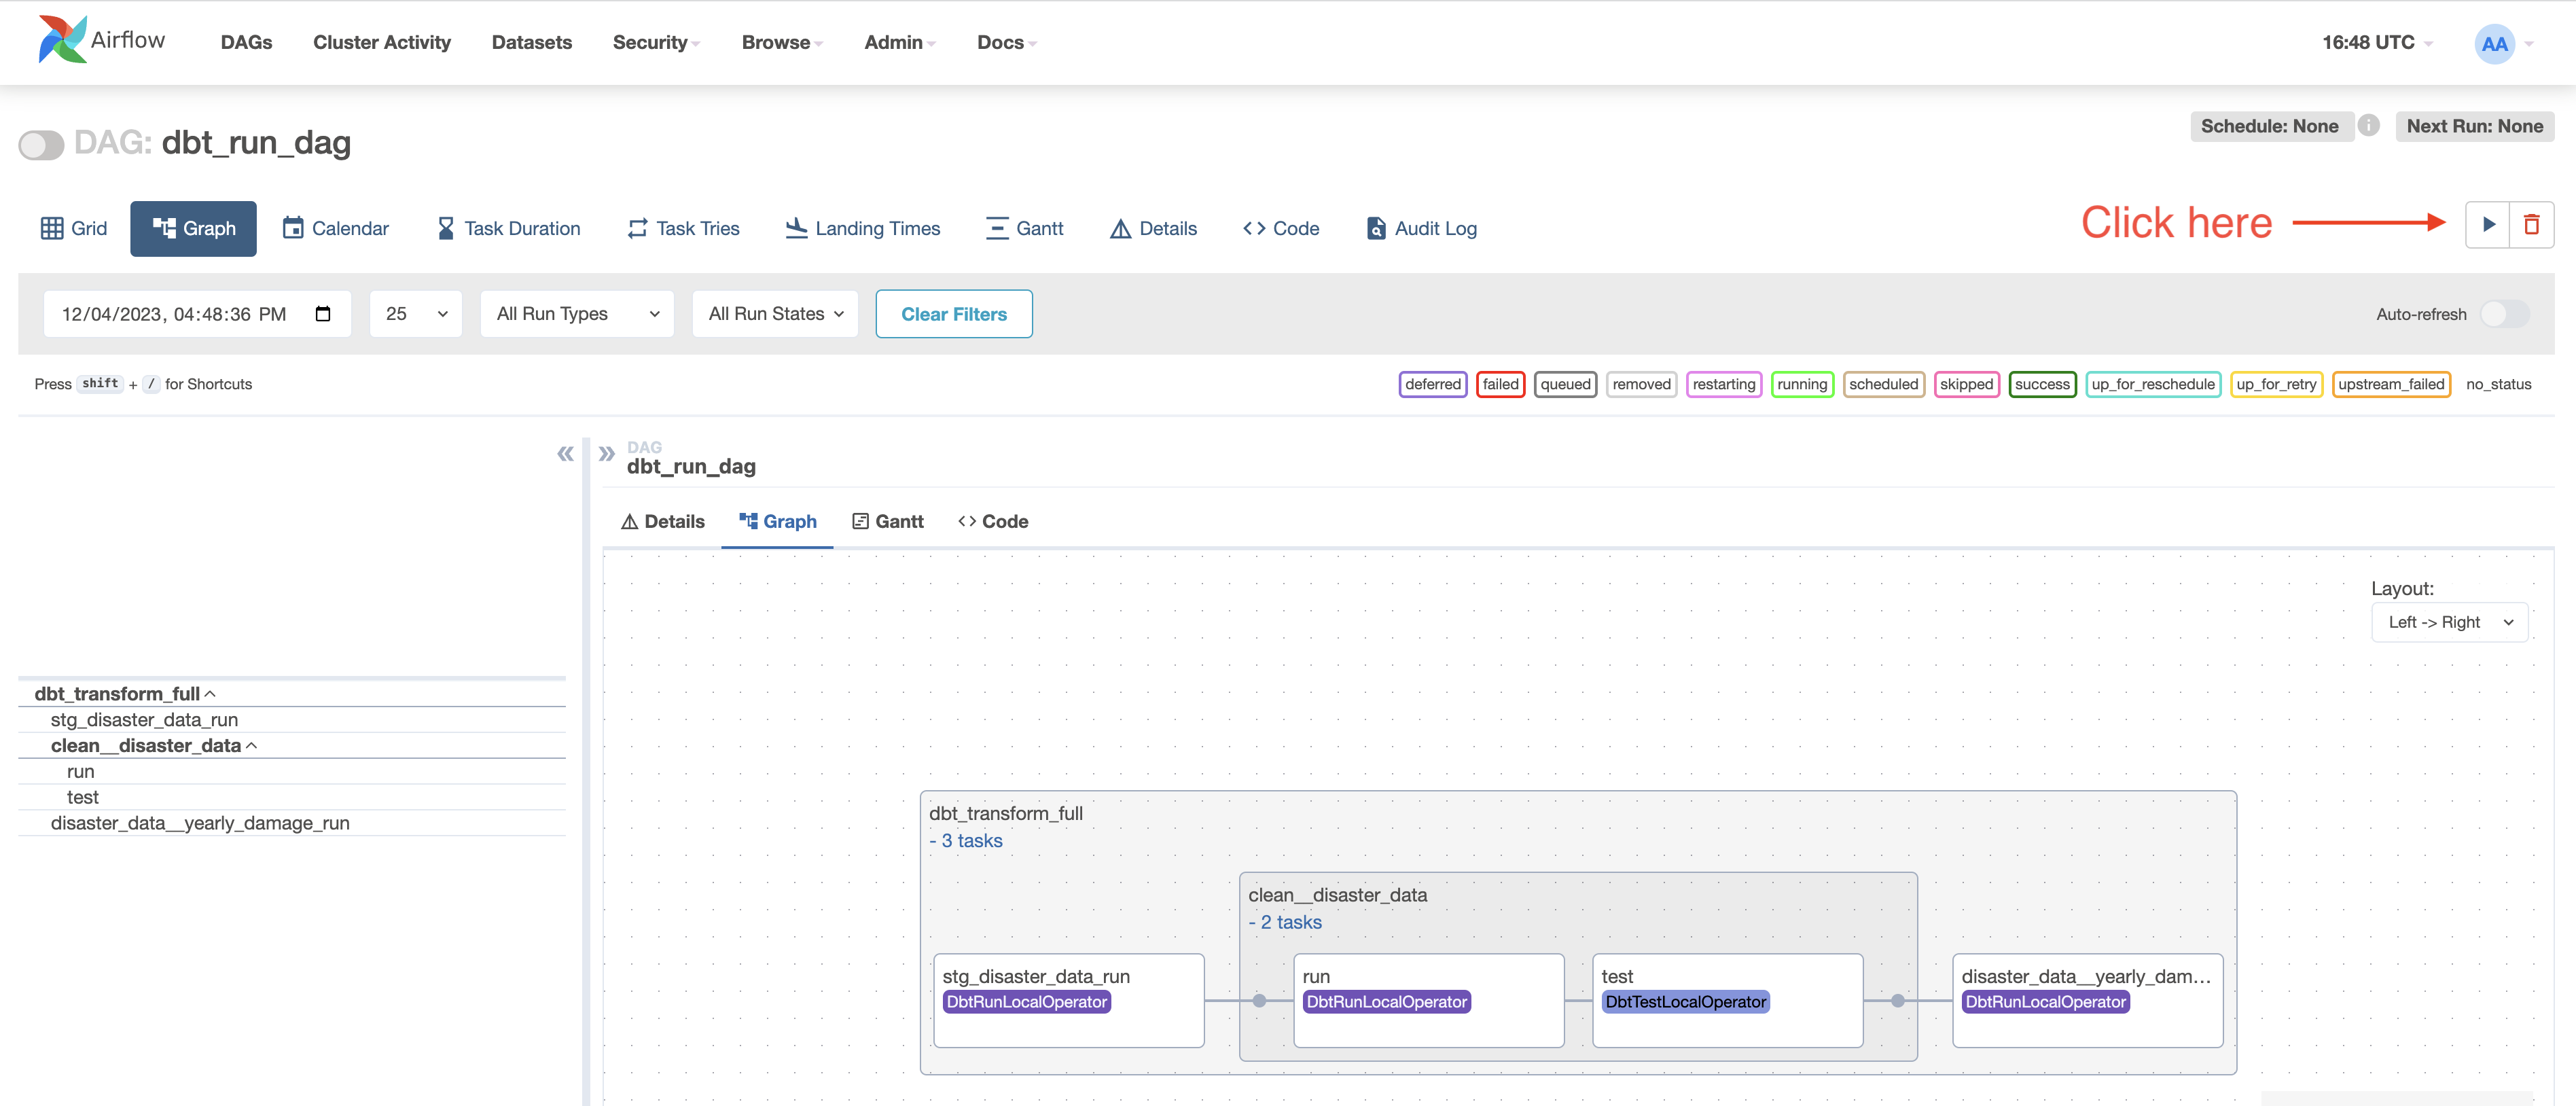 Airflow DAGs Cluster Activity Datasets Security Browse Admin Docs 16:48 UTC AA
DAG: dbt_run_dag
Schedule: None i Next Run: None
Grid Graph Calendar Task Duration Task Tries Landing Times Gantt Details <> Code Audit Log
Click here
12/04/2023, 04:48:36 PM 25 All Run Types All Run States Clear Filters Auto-refresh
Press shift + / for Shortcuts
deferred failed queued removed restarting running scheduled skipped success up_for_reschedule up_for_retry upstream_failed no_status
« » DAG
dbt_run_dag
Details Graph Gantt <> Code
Layout:
Left -> Right
dbt_transform_full
stg_disaster_data_run
clean__disaster_data
run
test
disaster_data__yearly_damage_run
dbt_transform_full
- 3 tasks
clean__disaster_data
- 2 tasks
stg_disaster_data_run
DbtRunLocalOperator
run
DbtRunLocalOperator
test
DbtTestLocalOperator
disaster_data__yearly_dam...
DbtRunLocalOperator